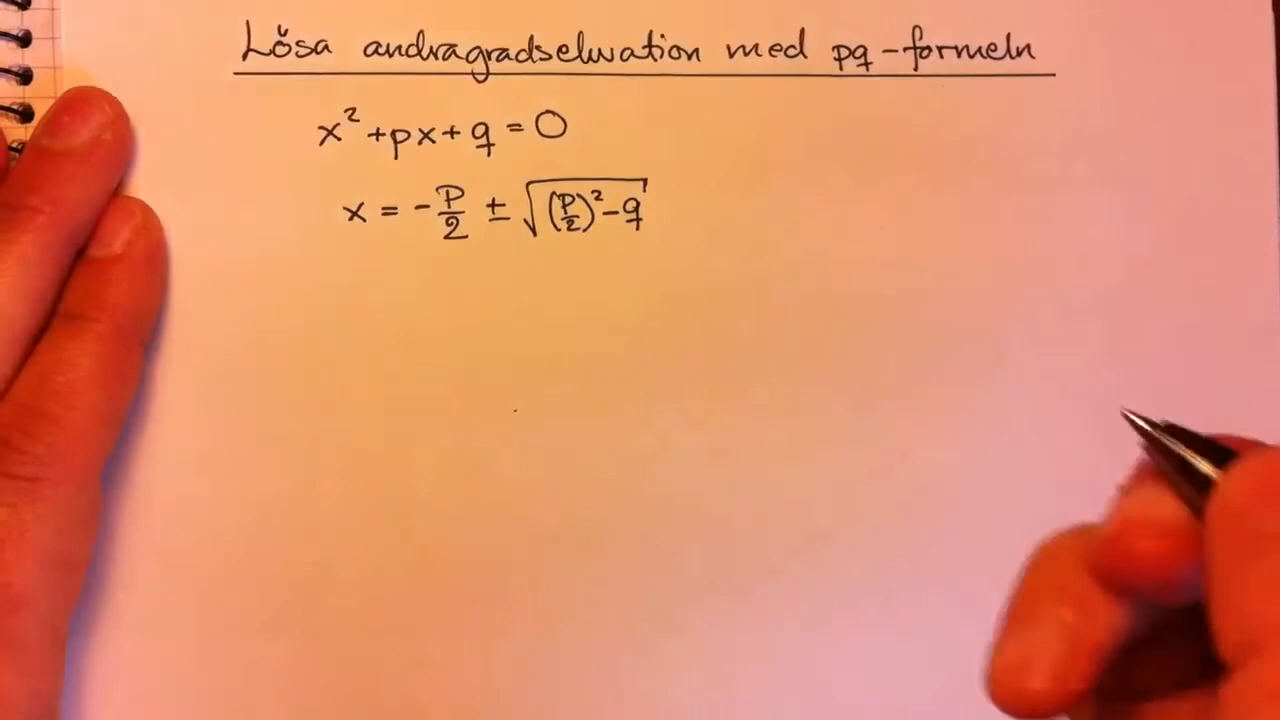 Lösa andragradsekvation med pq-formeln
x² + px + q = 0
x = -p/2 ± √((p/2)² - q)